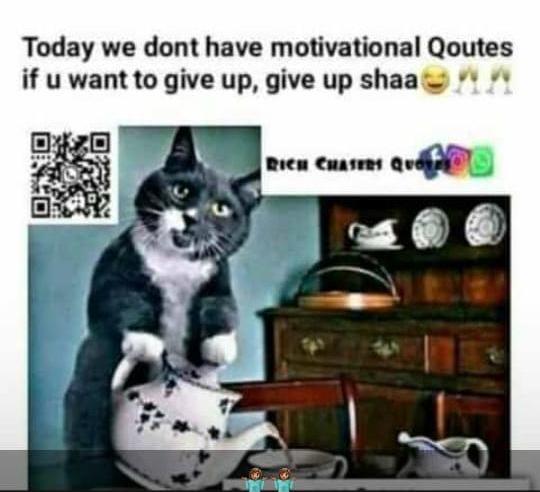 Today we dont have motivational Qoutes
if u want to give up, give up shaa😂🥂🥂
Rich Chasers Quotes